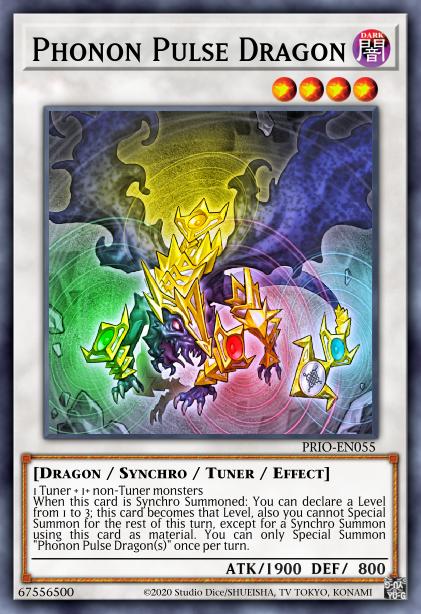 PHONON PULSE DRAGON
DARK
闇
PRIO-EN055
[DRAGON / SYNCHRO / TUNER / EFFECT]
1 Tuner + 1+ non-Tuner monsters
When this card is Synchro Summoned: You can declare a Level
from 1 to 3; this card becomes that Level, also you cannot Special
Summon for the rest of this turn, except for a Synchro Summon
using this card as material. You can only Special Summon
"Phonon Pulse Dragon(s)" once per turn.
ATK/1900 DEF/ 800
67556500
©2020 Studio Dice/SHUEISHA, TV TOKYO, KONAMI